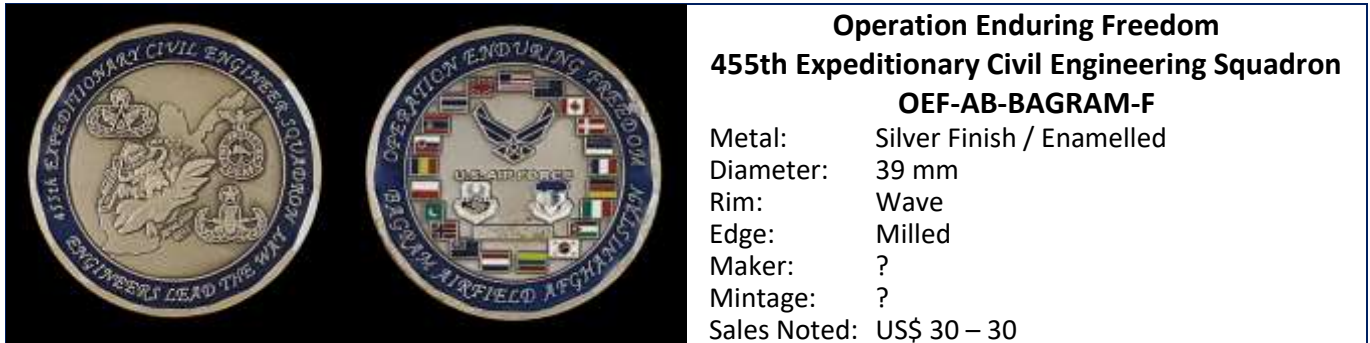 455th EXPEDITIONARY CIVIL ENGINEER SQUADRON
ENGINEERS LEAD THE WAY
OPERATION ENDURING FREEDOM
U.S. AIR FORCE
BAGRAM AIRFIELD AFGHANISTAN
Operation Enduring Freedom
455th Expeditionary Civil Engineering Squadron
OEF-AB-BAGRAM-F
Metal: Silver Finish / Enamelled
Diameter: 39 mm
Rim: Wave
Edge: Milled
Maker: ?
Mintage: ?
Sales Noted: US$ 30 – 30